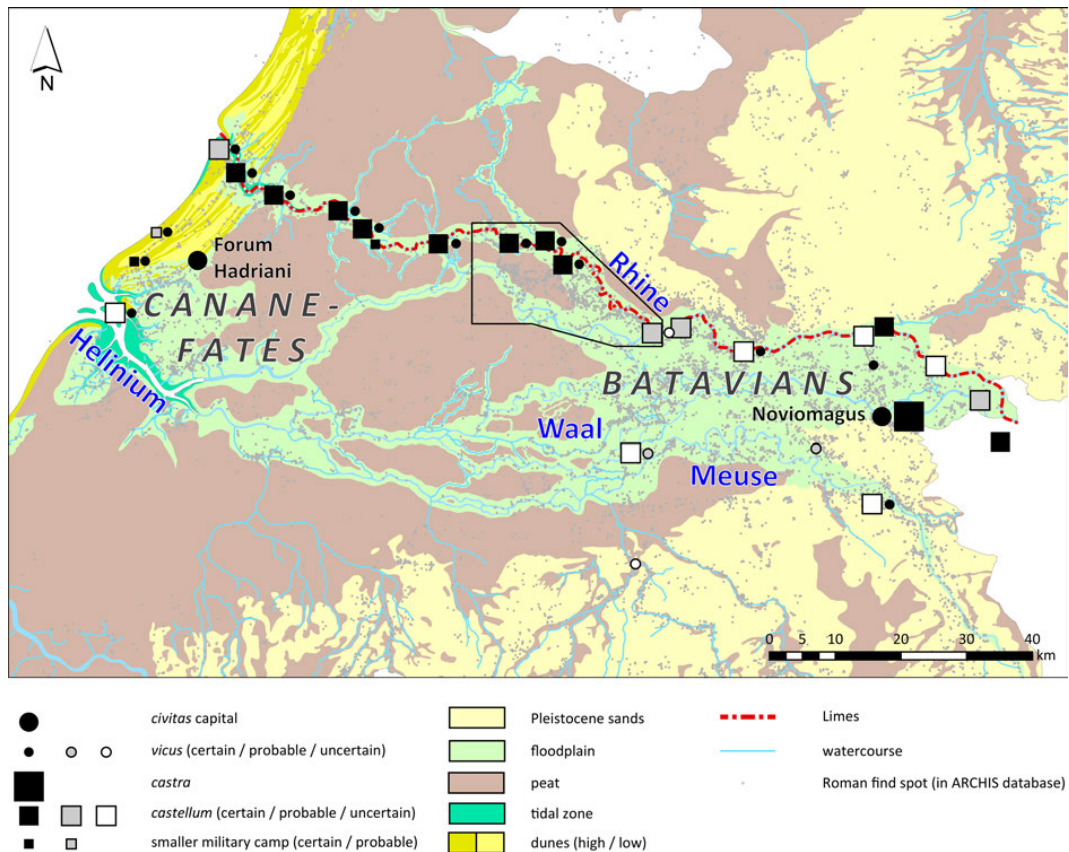 N
Forum
Hadriani
CANANE-
FATES
Helinium
Rhine
BATAVIANS
Noviomagus
Waal
Meuse
0 5 10 20 30 40
km
civitas capital
vicus (certain / probable / uncertain)
castra
castellum (certain / probable / uncertain)
smaller military camp (certain / probable)
Pleistocene sands
floodplain
peat
tidal zone
dunes (high / low)
Limes
watercourse
Roman find spot (in ARCHIS database)